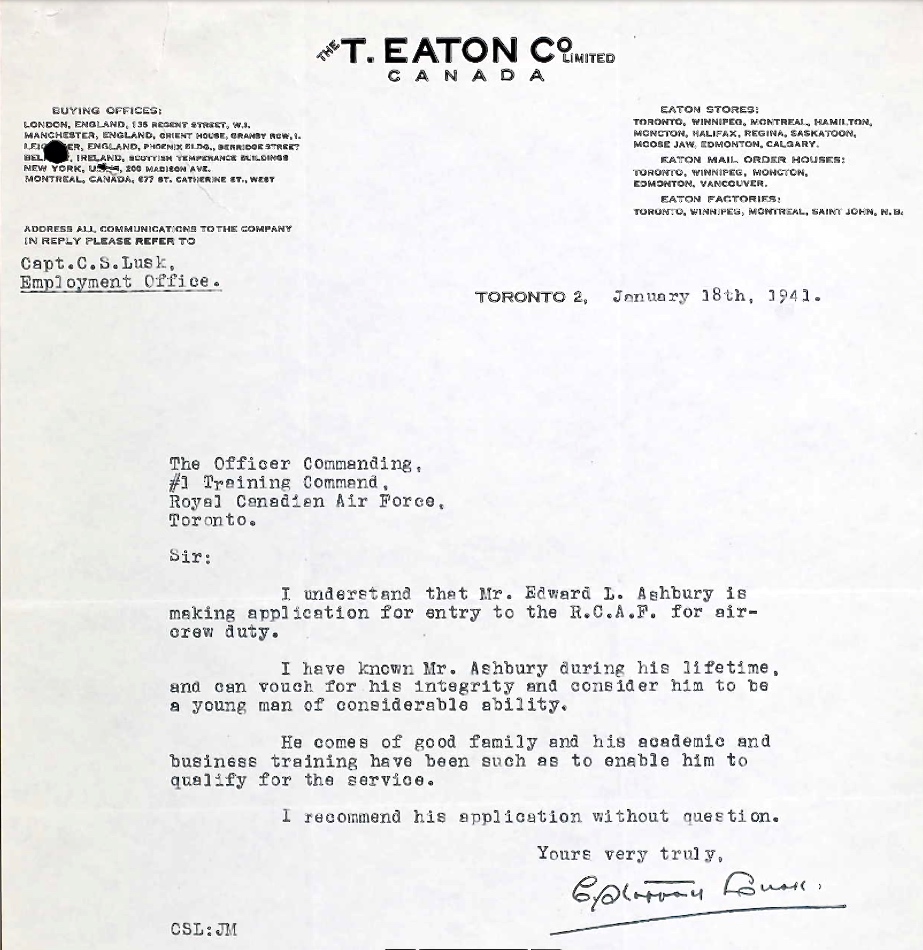 THE T. EATON Co LIMITED
CANADA
BUYING OFFICES:
LONDON, ENGLAND, 135 REGENT STREET, W.1.
MANCHESTER, ENGLAND, ORIENT HOUSE, GRANBY ROW, 1.
ENGLAND, PHOENIX BLDG., BERRIDGE STREET
IRELAND, SCOTTISH TEMPERANCE BUILDINGS
NEW YORK, 200 MADISON AVE.
MONTREAL, CANADA, 677 ST. CATHERINE ST., WEST
EATON STORES:
TORONTO, WINNIPEG, MONTREAL, HAMILTON,
MONCTON, HALIFAX, REGINA, SASKATOON,
MOOSE JAW, EDMONTON, CALGARY.
EATON MAIL ORDER HOUSES:
TORONTO, WINNIPEG, MONCTON,
EDMONTON, VANCOUVER.
EATON FACTORIES:
TORONTO, WINNIPEG, MONTREAL, SAINT JOHN, N.B.
ADDRESS ALL COMMUNICATIONS TO THE COMPANY
IN REPLY PLEASE REFER TO
Capt.C.S.Lusk,
Employment Office.
TORONTO 2, January 18th, 1941.
The Officer Commanding,
#1 Training Command,
Royal Canadian Air Force,
Toronto.
Sir:
I understand that Mr. Edward L. Ashbury is
making application for entry to the R.C.A.F. for air-
crew duty.
I have known Mr. Ashbury during his lifetime,
and can vouch for his integrity and consider him to be
a young man of considerable ability.
He comes of good family and his academic and
business training have been such as to enable him to
qualify for the service.
I recommend his application without question.
Yours very truly,
Lusk.
CSL:JM